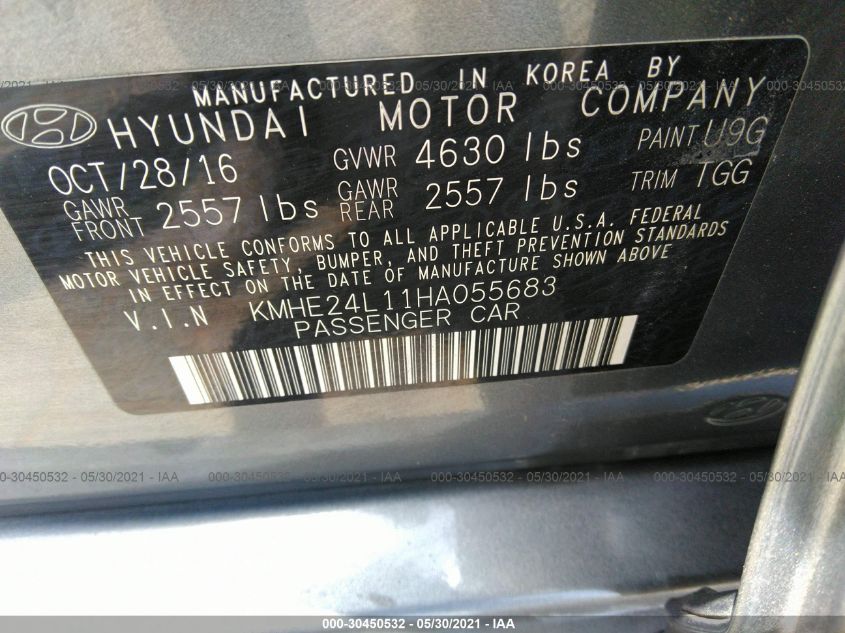 MANUFACTURED IN KOREA BY
HYUNDAI MOTOR COMPANY
OCT/28/16 GVWR 4630 lbs PAINT U9G
GAWR FRONT 2557 lbs GAWR REAR 2557 lbs TRIM TGG
THIS VEHICLE CONFORMS TO ALL APPLICABLE U.S.A. FEDERAL
MOTOR VEHICLE SAFETY, BUMPER, AND THEFT PREVENTION STANDARDS
IN EFFECT ON THE DATE OF MANUFACTURE SHOWN ABOVE
V.I.N KMHE24L11HA055683
PASSENGER CAR
000-30450532 - 05/30/2021 - IAA